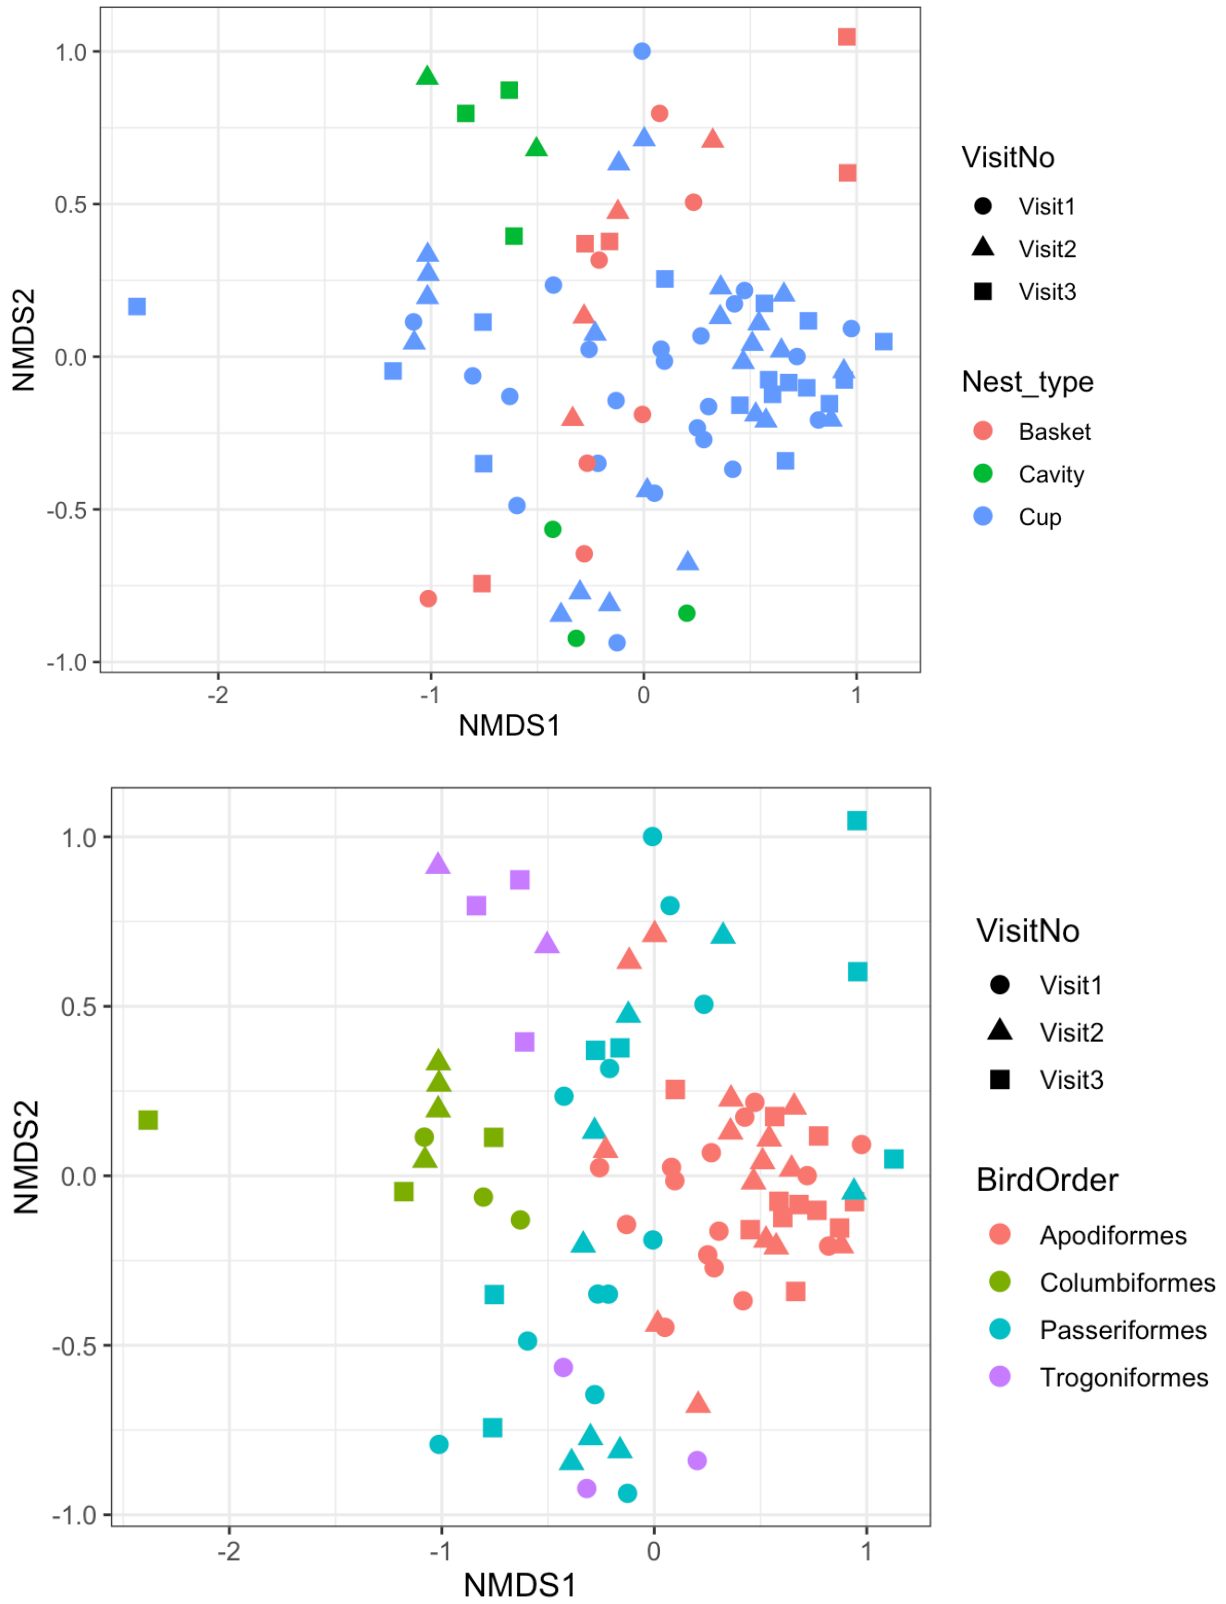 1.0
0.5
0.0
-0.5
-1.0
NMDS2
-2 -1 0 1
NMDS1
VisitNo
Visit1
Visit2
Visit3
Nest_type
Basket
Cavity
Cup
1.0
0.5
0.0
-0.5
-1.0
NMDS2
-2 -1 0 1
NMDS1
VisitNo
Visit1
Visit2
Visit3
BirdOrder
Apodiformes
Columbiformes
Passeriformes
Trogoniformes